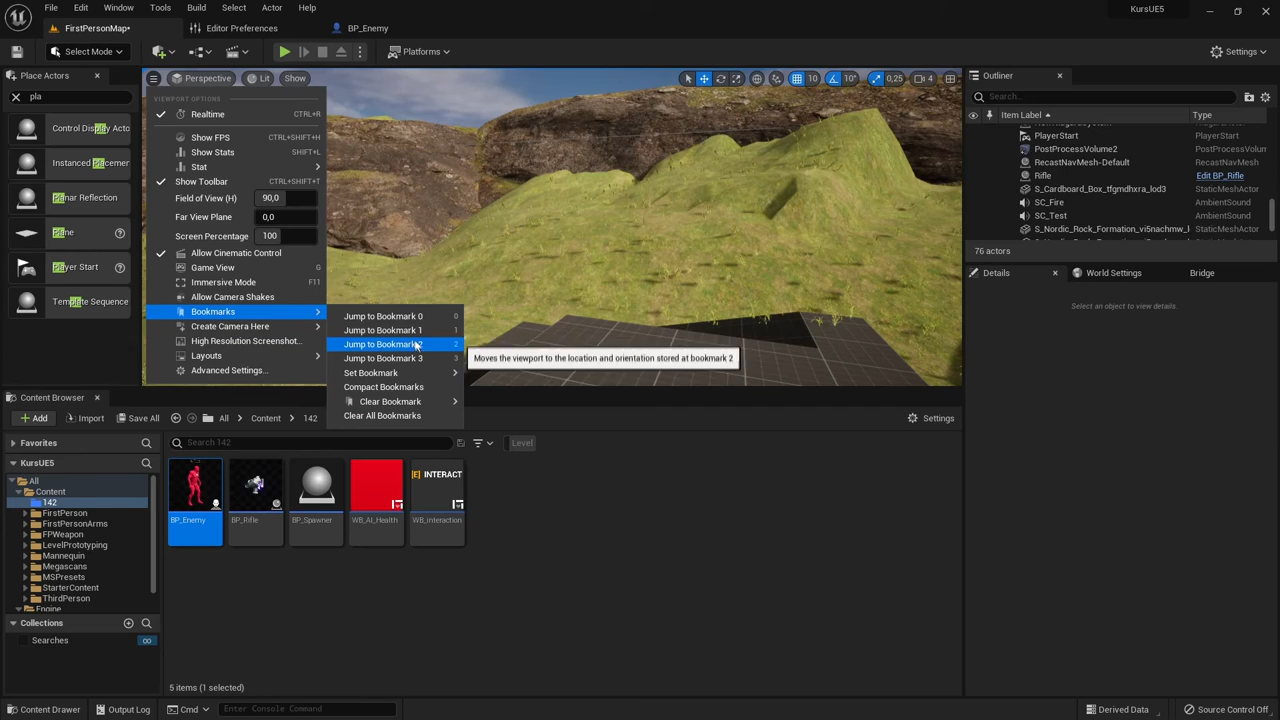 File Edit Window Tools Build Select Actor Help
KursUE5
FirstPersonMap*
Editor Preferences
BP_Enemy
Select Mode
Platforms
Settings
Place Actors
pla
Control Display Acto
Instanced Placemen
Planar Reflection
Plane
Player Start
Template Sequence
Perspective
Lit
Show
10
10°
0,25
4
VIEWPORT OPTIONS
Realtime CTRL+R
Show FPS CTRL+SHIFT+H
Show Stats SHIFT+L
Stat
Show Toolbar CTRL+SHIFT+T
Field of View (H) 90,0
Far View Plane 0,0
Screen Percentage 100
Allow Cinematic Control
Game View G
Immersive Mode F11
Allow Camera Shakes
Bookmarks
Create Camera Here
High Resolution Screenshot...
Layouts
Advanced Settings...
Jump to Bookmark 0 0
Jump to Bookmark 1 1
Jump to Bookmark 2 2
Jump to Bookmark 3 3
Set Bookmark
Compact Bookmarks
Clear Bookmark
Clear All Bookmarks
Moves the viewport to the location and orientation stored at bookmark 2
Outliner
Search...
Item Label Type
PlayerStart PlayerStart
PostProcessVolume2 PostProcessVolume
RecastNavMesh-Default RecastNavMesh
Rifle Edit BP_Rifle
S_Cardboard_Box_tfgmdhxra_lod3 StaticMeshActor
SC_Fire AmbientSound
SC_Test AmbientSound
S_Nordic_Rock_Formation_vi5nachmw_l StaticMeshActor
76 actors
Details
World Settings
Bridge
Select an object to view details.
Content Browser
Add
Import
Save All
All
Content
142
Settings
Favorites
KursUE5
All
Content
142
FirstPerson
FirstPersonArms
FPWeapon
LevelPrototyping
Mannequin
Megascans
MSPresets
StarterContent
ThirdPerson
Engine
Collections
Searches
Search 142
Level
INTERACT
BP_Enemy
BP_Rifle
BP_Spawner
WB_AI_Health
WB_interaction
5 items (1 selected)
Content Drawer
Output Log
Cmd
Enter Console Command
Derived Data
Source Control Off